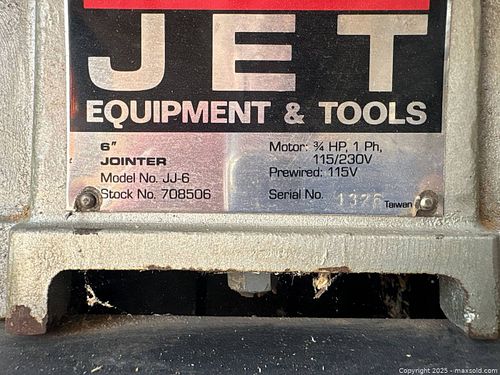 JET
EQUIPMENT & TOOLS
6" Motor: ¾ HP, 1 Ph,
JOINTER 115/230V
Model No. JJ-6 Prewired: 115V
Stock No. 708506 Serial No. 1376 Taiwan
Copyright 2025 - maxsold.com